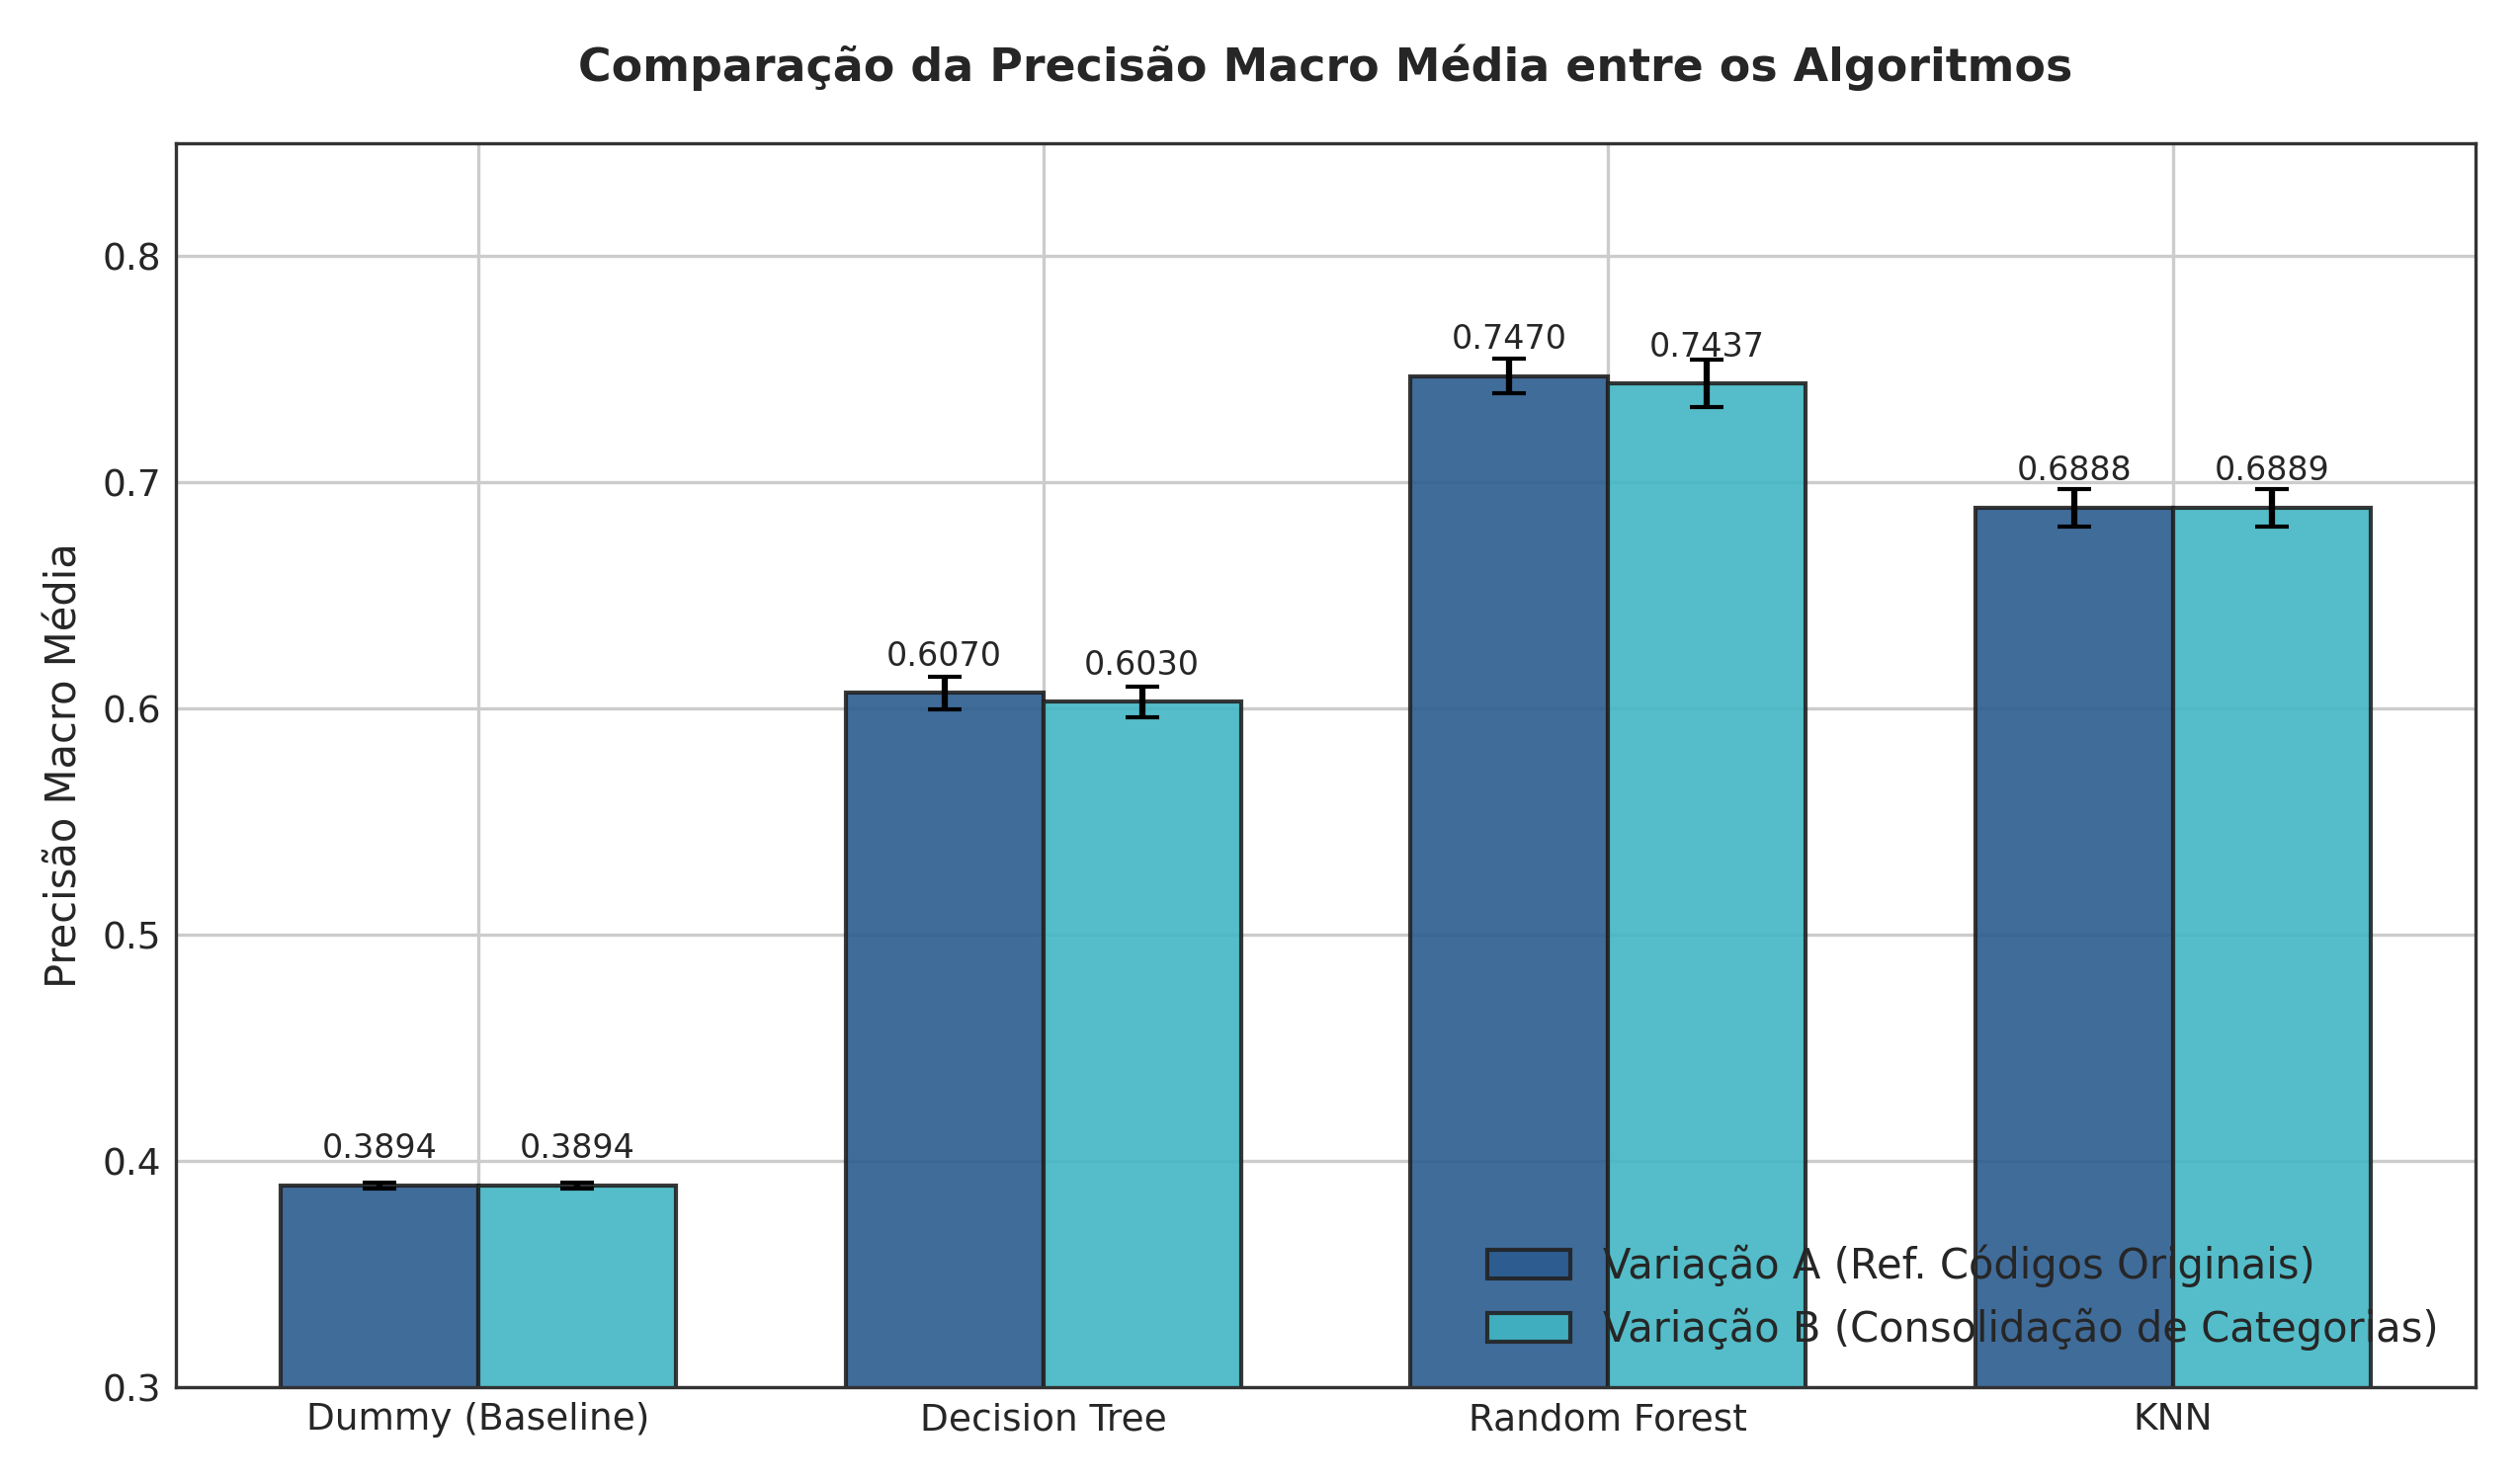 Comparação da Precisão Macro Média entre os Algoritmos
Precisão Macro Média
0.8
0.7
0.6
0.5
0.4
0.3
0.3894
0.3894
0.6070
0.6030
0.7470
0.7437
0.6888
0.6889
Variação A (Ref. Códigos Originais)
Variação B (Consolidação de Categorias)
Dummy (Baseline)
Decision Tree
Random Forest
KNN